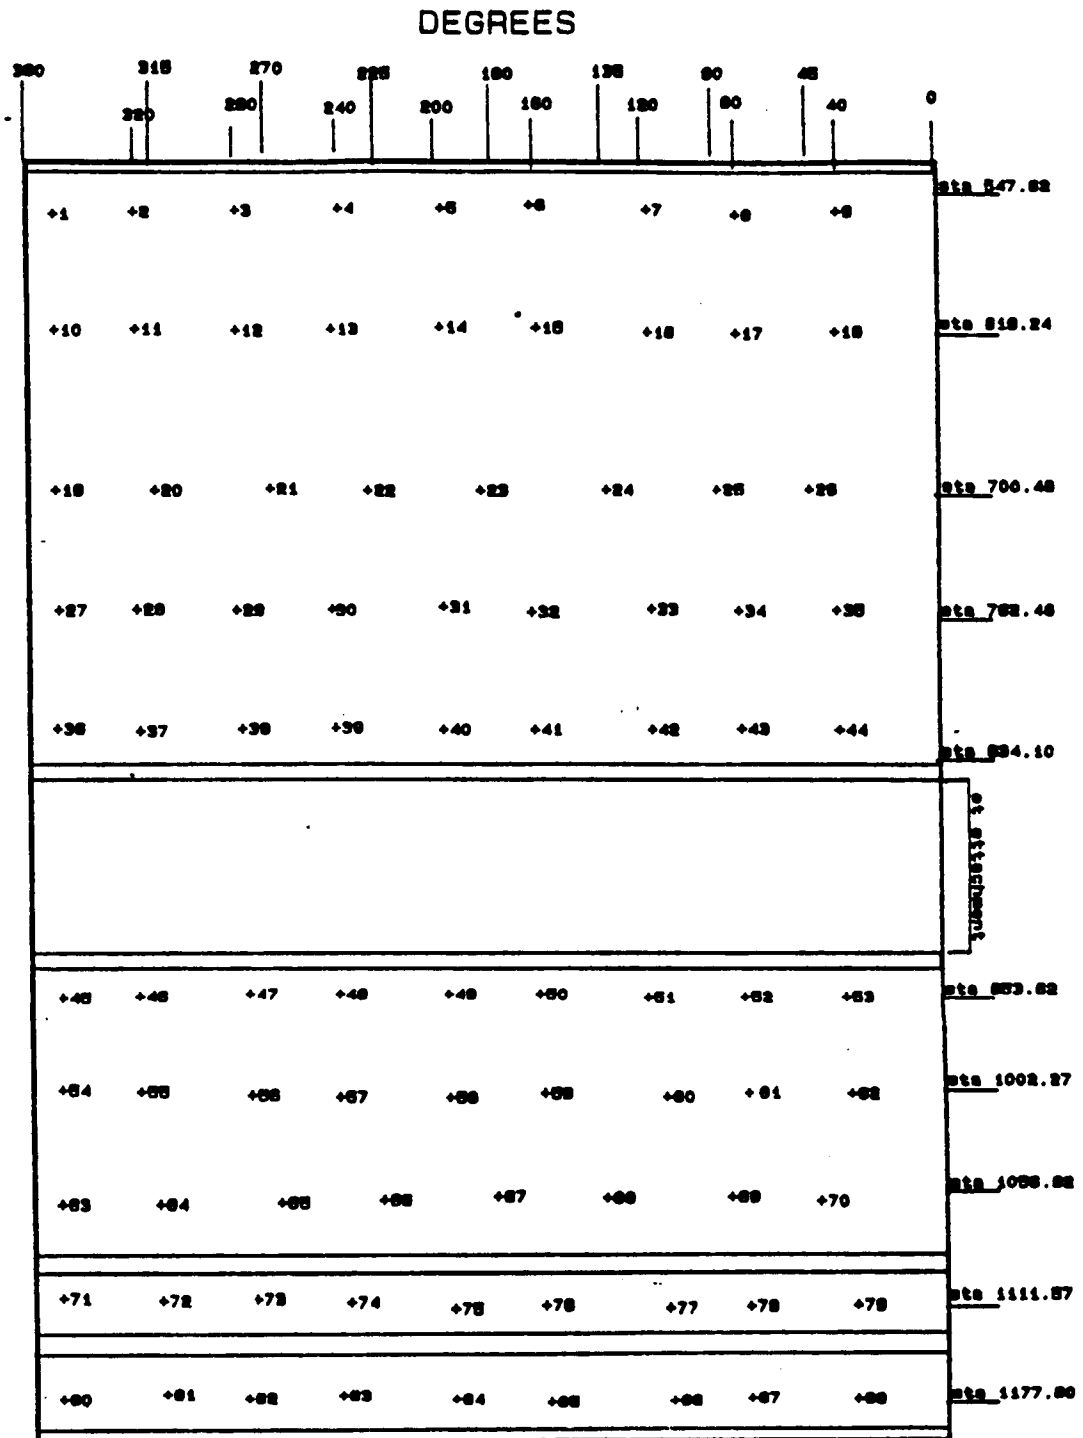 DEGREES
360 315 270 225 180 135 90 45 0
320 280 240 200 160 120 80 40
sta 547.82
+1 +2 +3 +4 +5 +6 +7 +8 +9
+10 +11 +12 +13 +14 +15 +16 +17 +18
+19 +20 +21 +22 +23 +24 +25 +26
sta 700.48
+27 +28 +29 +30 +31 +32 +33 +34 +35
+36 +37 +38 +39 +40 +41 +42 +43 +44
et attachment
+45 +46 +47 +48 +49 +50 +51 +52 +53
+54 +55 +56 +57 +58 +59 +60 +61 +62
sta 1002.27
+63 +64 +65 +66 +67 +68 +69 +70
+71 +72 +73 +74 +75 +76 +77 +78 +79
sta 1111.57
+80 +81 +82 +83 +84 +85 +86 +87 +88